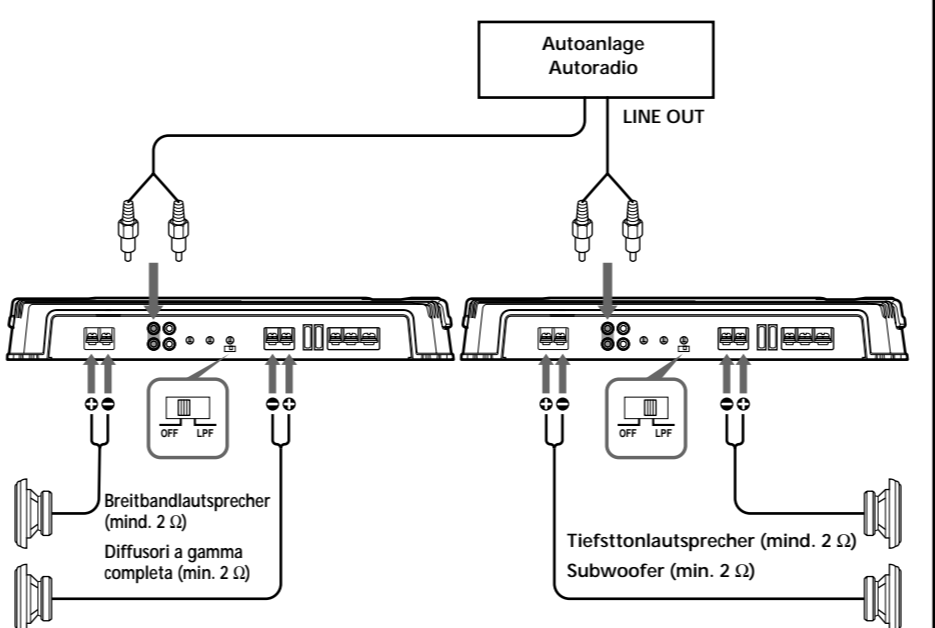 Autoanlage
Autoradio
LINE OUT
OFF LPF
OFF LPF
Breitbandlautsprecher
(mind. 2 Ω)
Diffusori a gamma
completa (min. 2 Ω)
Tiefsttonlautsprecher (mind. 2 Ω)
Subwoofer (min. 2 Ω)